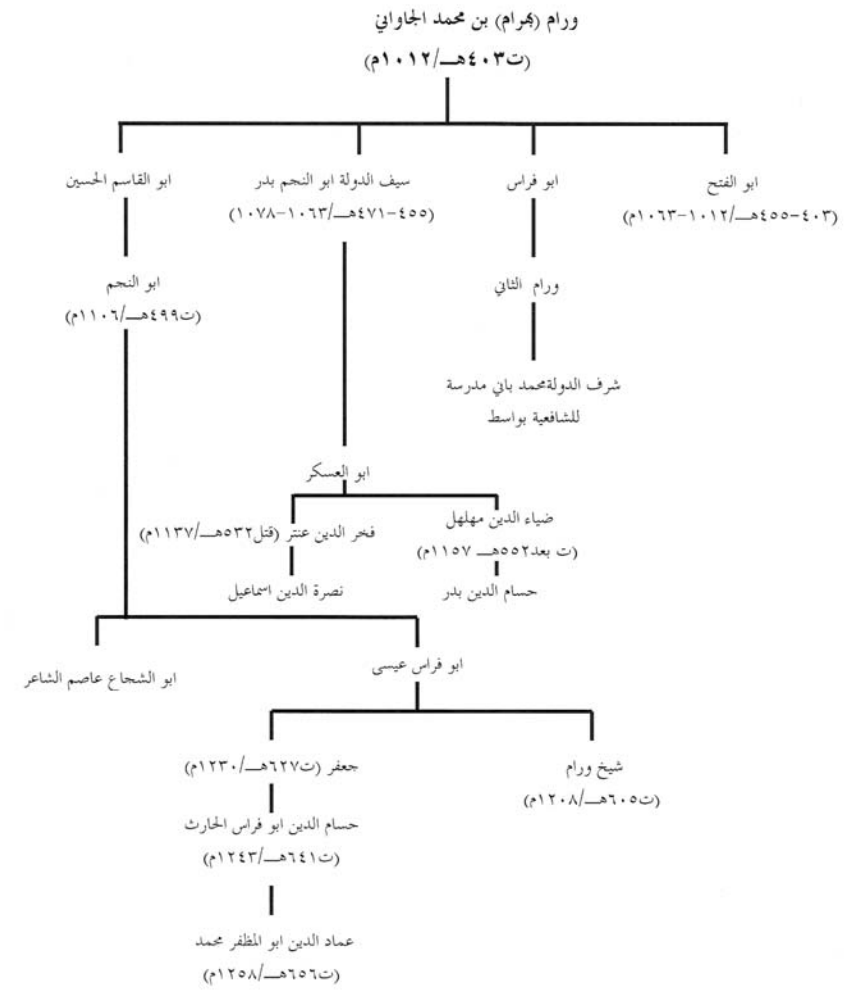 ورام (بهرام) بن محمد الجاواني
(ت٤٠٣هـ/١٠١٢م)
ابو الفتح
(٤٠٣-٤٥٥هـ/١٠١٢-١٠٦٣م)
ابو فراس
سيف الدولة ابو النجم بدر
(٤٥٥-٤٧١هـ/١٠٦٣-١٠٧٨)
ابو القاسم الحسين
ورام الثاني
ابو النجم
(ت٤٩٩هـ/١١٠٦م)
شرف الدولةمحمد باني مدرسة
للشافعية بواسط
ابو العسكر
ضياء الدين مهلهل
(ت بعد٥٥٢هـ ١١٥٧م)
فخر الدين عنتر (قتل٥٣٢هـ/١١٣٧م)
حسام الدين بدر
نصرة الدين اسماعيل
ابو فراس عيسى
ابو الشجاع عاصم الشاعر
شيخ ورام
(ت٦٠٥هـ/١٢٠٨م)
جعفر (ت٦٢٧هـ/١٢٣٠م)
حسام الدين ابو فراس الحارث
(ت٦٤١هـ/١٢٤٣م)
عماد الدين ابو المظفر محمد
(ت٦٥٦هـ/١٢٥٨م)